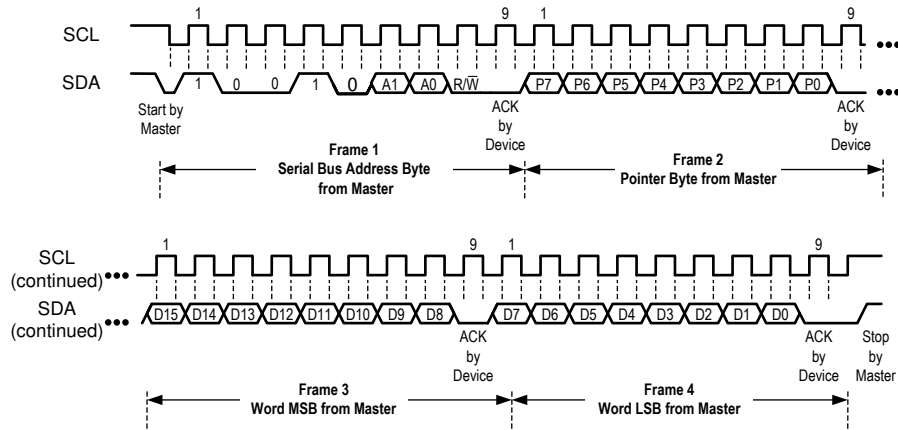 1 9 1 9
SCL
SDA
1 0 0 1 0 A1 A0 R/W̅ P7 P6 P5 P4 P3 P2 P1 P0
Start by
Master
ACK
by
Device
ACK
by
Device
Frame 1
Serial Bus Address Byte
from Master
Frame 2
Pointer Byte from Master
1 9 1 9
SCL
(continued)
SDA
(continued)
D15 D14 D13 D12 D11 D10 D9 D8 D7 D6 D5 D4 D3 D2 D1 D0
ACK
by
Device
ACK
by
Device
Stop
by
Master
Frame 3
Word MSB from Master
Frame 4
Word LSB from Master